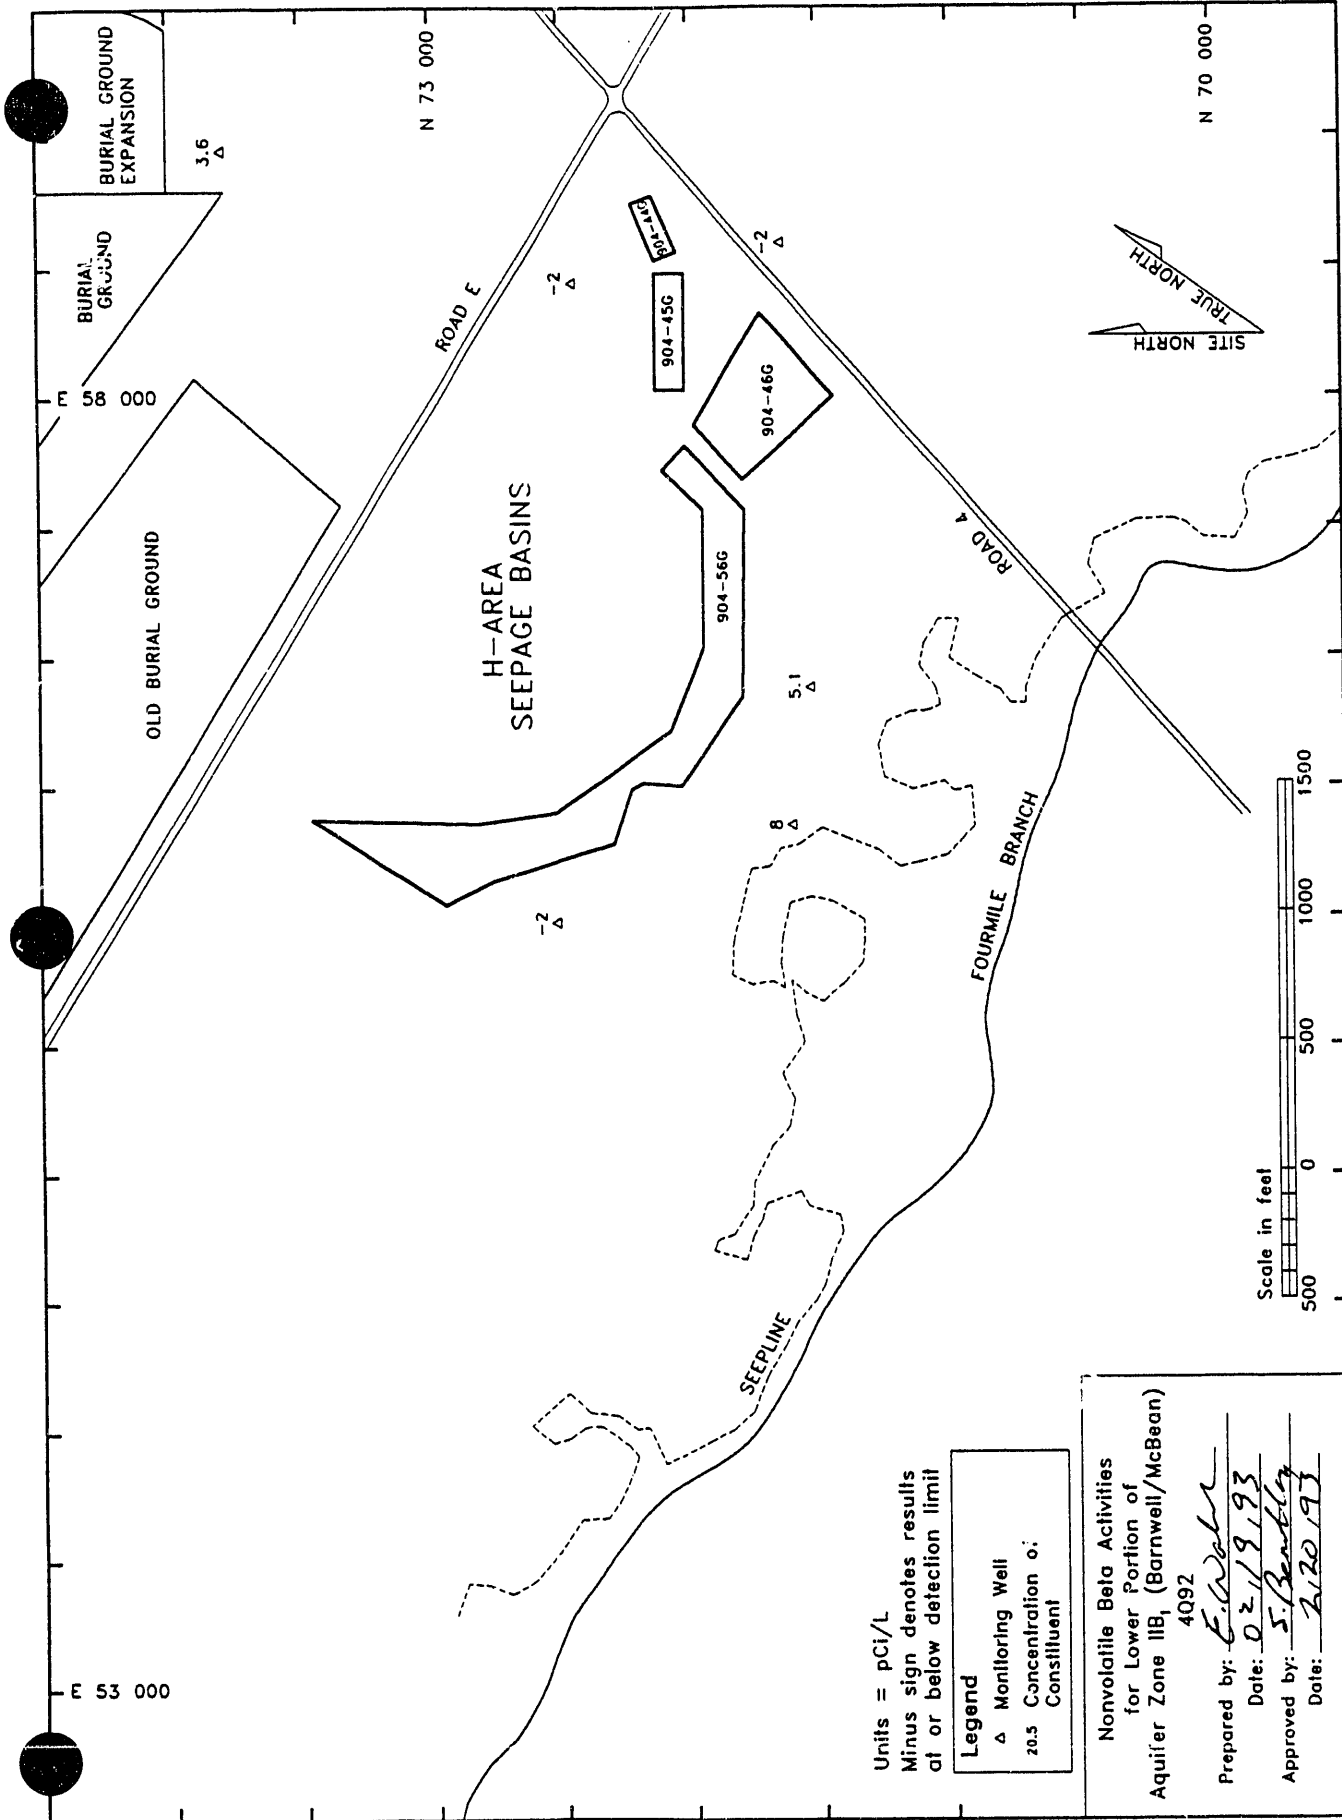 BURIAL GROUND
EXPANSION
BURIAL
GROUND
E 58 000
OLD BURIAL GROUND
E 53 000
3.6
N 73 000
N 70 000
ROAD E
-2
904-44G
-2
904-45G
904-46G
H-AREA
SEEPAGE BASINS
904-56G
ROAD 4
5.1
8
-2
FOURMILE BRANCH
SEEPLINE
SITE NORTH
TRUE NORTH
Scale in feet
500 0 500 1000 1500
Units = pCi/L
Minus sign denotes results
at or below detection limit
Legend
Δ Monitoring Well
20.5 Concentration of
Constituent
Nonvolatile Beta Activities
for Lower Portion of
Aquifer Zone IIB₁ (Barnwell/McBean)
4Q92
Prepared by:
Date: 02/19/93
Approved by:
Date: 2/20/93